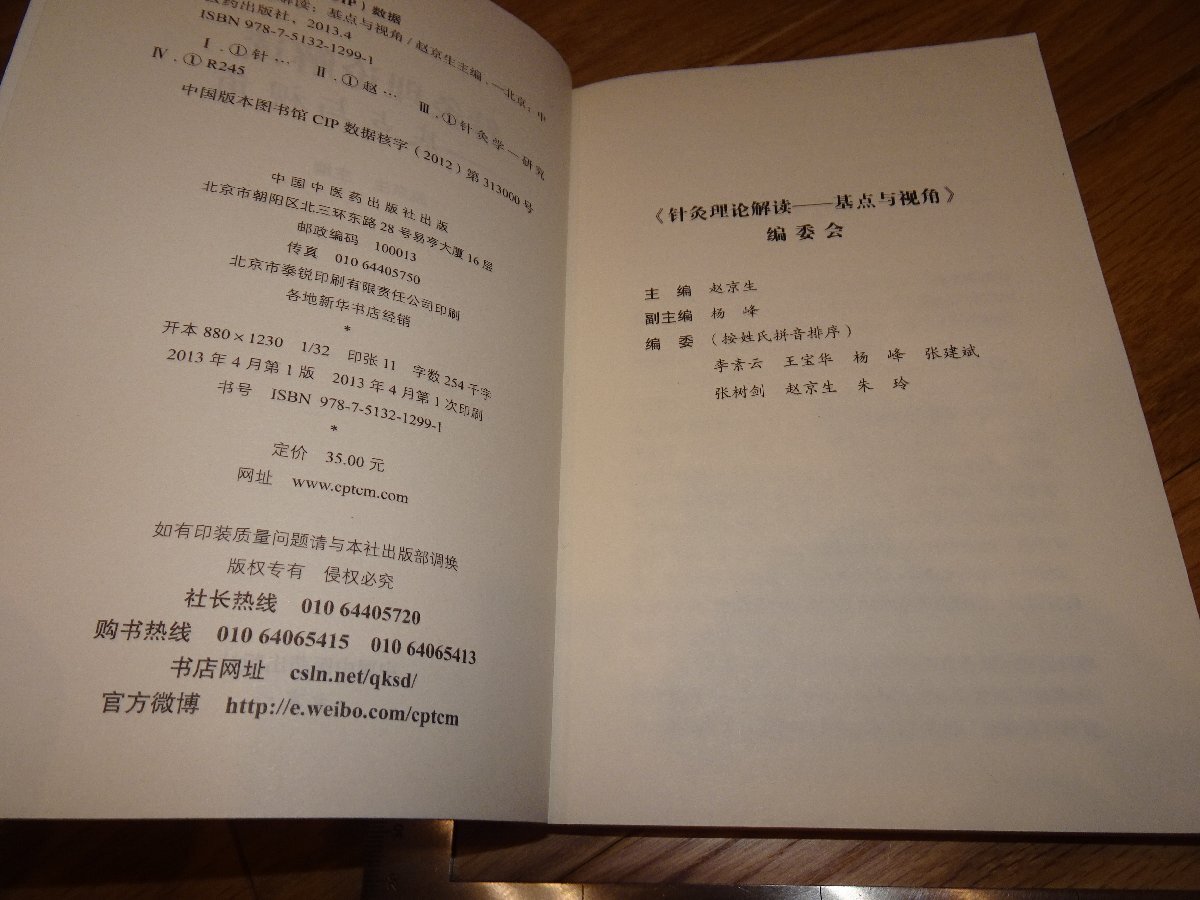 CIP）数据
解读：基点与视角/赵京生主编.—北京：中
医药出版社，2013.4
ISBN 978-7-5132-1299-1
Ⅰ.①针… Ⅱ.①赵… Ⅲ.①针灸学—研究
Ⅳ.①R245
中国版本图书馆CIP数据核字（2012）第313000号
中国中医药出版社出版
北京市朝阳区北三环东路28号易亨大厦16层
邮政编码 100013
传真 010 64405750
北京市泰锐印刷有限责任公司印刷
各地新华书店经销
*
开本880×1230 1/32 印张11 字数254千字
2013年4月第1版 2013年4月第1次印刷
书号 ISBN 978-7-5132-1299-1
*
定价 35.00元
网址 www.cptcm.com
如有印装质量问题请与本社出版部调换
版权专有 侵权必究
社长热线 010 64405720
购书热线 010 64065415 010 64065413
书店网址 csln.net/qksd/
官方微博 http://e.weibo.com/cptcm
《针灸理论解读——基点与视角》
编委会
主 编 赵京生
副主编 杨 峰
编 委 （按姓氏拼音排序）
李素云 王宝华 杨 峰 张建斌
张树剑 赵京生 朱 玲